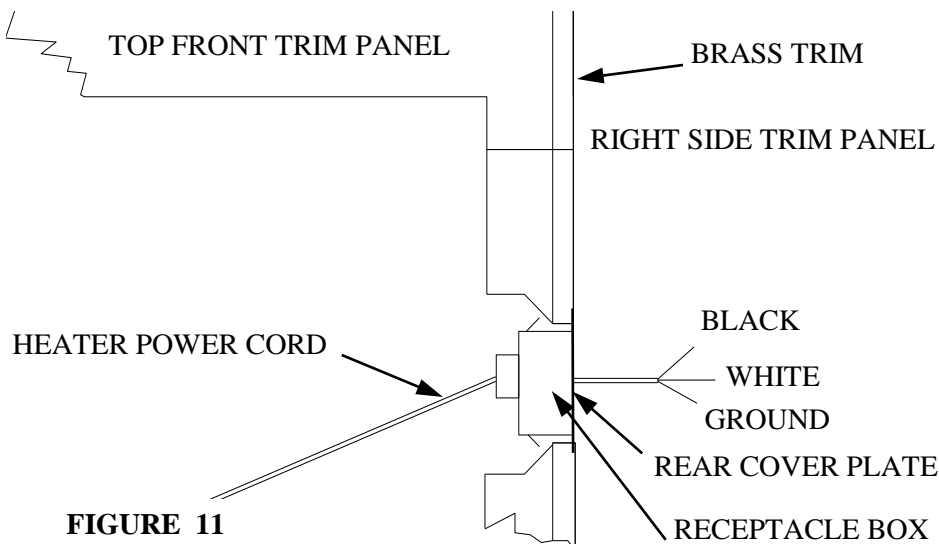 TOP FRONT TRIM PANEL
BRASS TRIM
RIGHT SIDE TRIM PANEL
BLACK
HEATER POWER CORD
WHITE
GROUND
REAR COVER PLATE
FIGURE 11
RECEPTACLE BOX